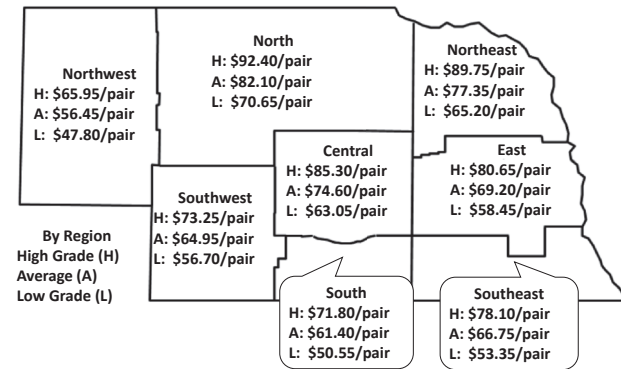 North
H: $92.40/pair
A: $82.10/pair
L: $70.65/pair
Northeast
H: $89.75/pair
A: $77.35/pair
L: $65.20/pair
Northwest
H: $65.95/pair
A: $56.45/pair
L: $47.80/pair
Central
H: $85.30/pair
A: $74.60/pair
L: $63.05/pair
East
H: $80.65/pair
A: $69.20/pair
L: $58.45/pair
Southwest
H: $73.25/pair
A: $64.95/pair
L: $56.70/pair
By Region
High Grade (H)
Average (A)
Low Grade (L)
South
H: $71.80/pair
A: $61.40/pair
L: $50.55/pair
Southeast
H: $78.10/pair
A: $66.75/pair
L: $53.35/pair